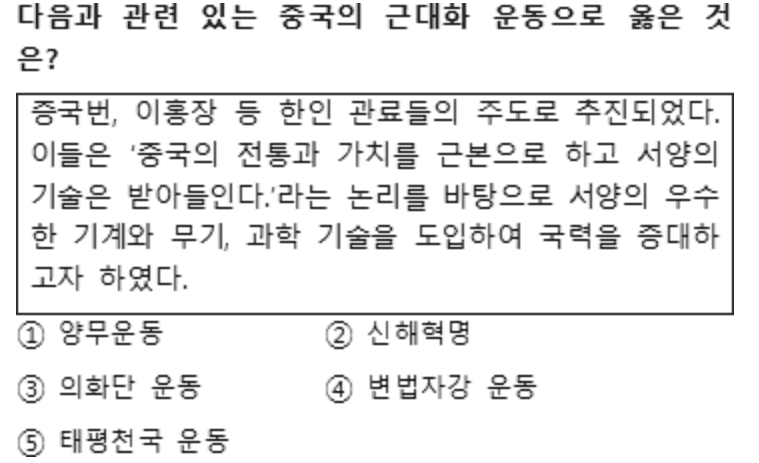 다음과 관련 있는 중국의 근대화 운동으로 옳은 것
은?
증국번, 이홍장 등 한인 관료들의 주도로 추진되었다.
이들은 '중국의 전통과 가치를 근본으로 하고 서양의
기술은 받아들인다.'라는 논리를 바탕으로 서양의 우수
한 기계와 무기, 과학 기술을 도입하여 국력을 증대하
고자 하였다.
① 양무운동 ② 신해혁명
③ 의화단 운동 ④ 변법자강 운동
⑤ 태평천국 운동